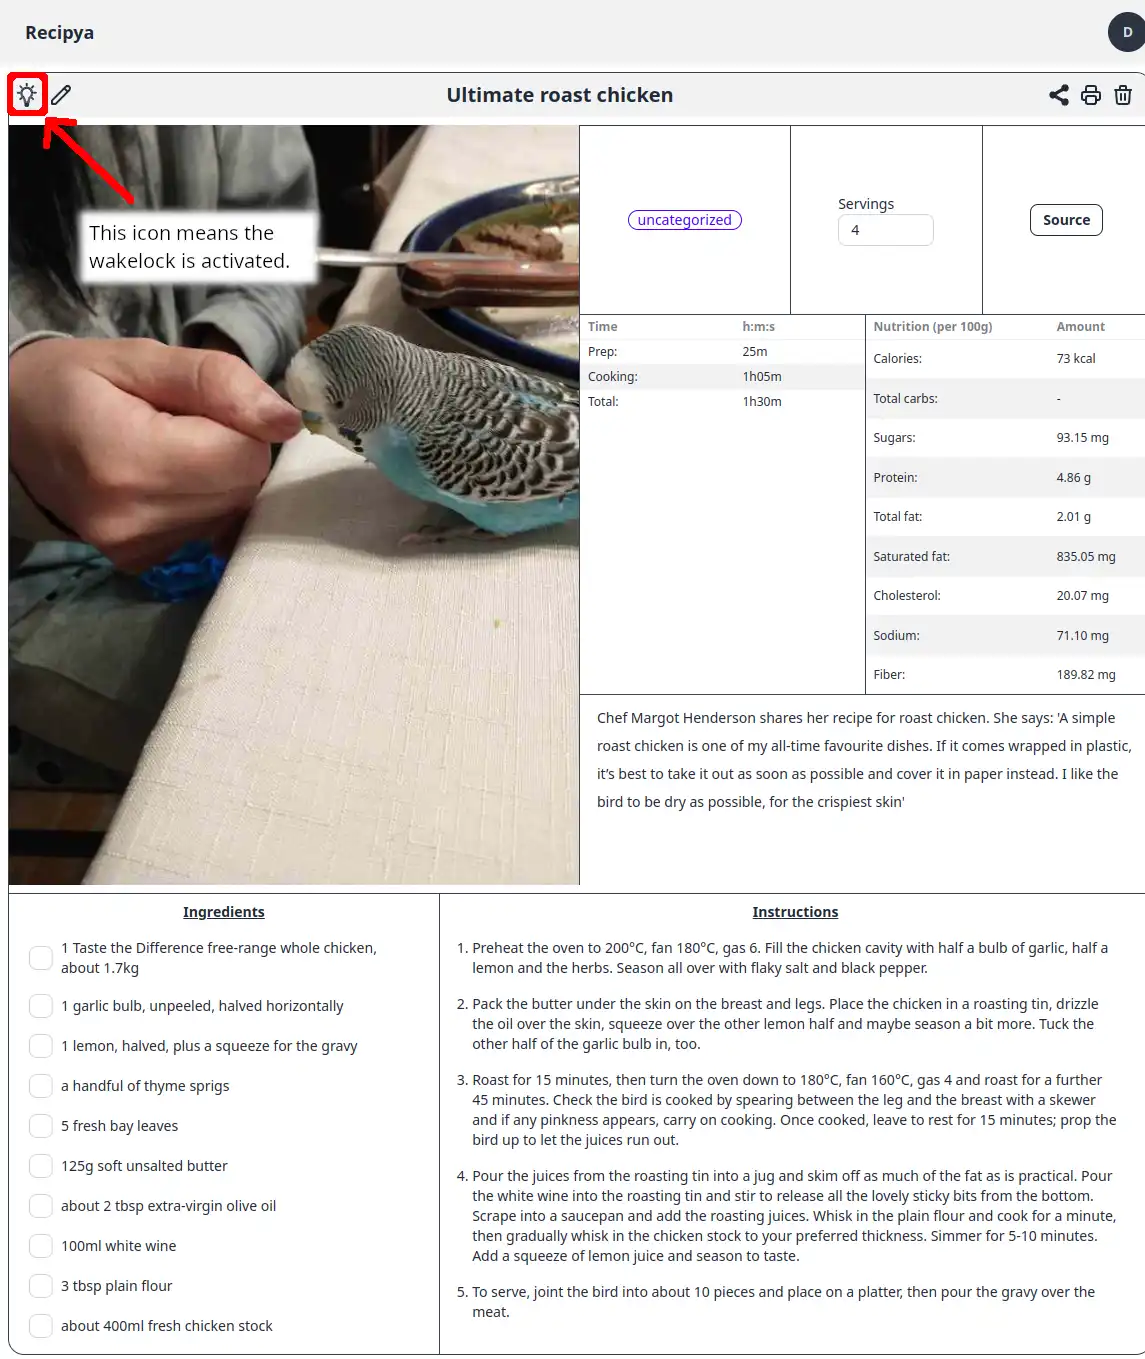 Recipya
D
Ultimate roast chicken
This icon means the
wakelock is activated.
uncategorized
Servings
4
Source
Time h:m:s
Prep: 25m
Cooking: 1h05m
Total: 1h30m
Nutrition (per 100g) Amount
Calories: 73 kcal
Total carbs: -
Sugars: 93.15 mg
Protein: 4.86 g
Total fat: 2.01 g
Saturated fat: 835.05 mg
Cholesterol: 20.07 mg
Sodium: 71.10 mg
Fiber: 189.82 mg
Chef Margot Henderson shares her recipe for roast chicken. She says: 'A simple
roast chicken is one of my all-time favourite dishes. If it comes wrapped in plastic,
it’s best to take it out as soon as possible and cover it in paper instead. I like the
bird to be dry as possible, for the crispiest skin'
Ingredients
1 Taste the Difference free-range whole chicken,
about 1.7kg
1 garlic bulb, unpeeled, halved horizontally
1 lemon, halved, plus a squeeze for the gravy
a handful of thyme sprigs
5 fresh bay leaves
125g soft unsalted butter
about 2 tbsp extra-virgin olive oil
100ml white wine
3 tbsp plain flour
about 400ml fresh chicken stock
Instructions
1. Preheat the oven to 200°C, fan 180°C, gas 6. Fill the chicken cavity with half a bulb of garlic, half a
lemon and the herbs. Season all over with flaky salt and black pepper.
2. Pack the butter under the skin on the breast and legs. Place the chicken in a roasting tin, drizzle
the oil over the skin, squeeze over the other lemon half and maybe season a bit more. Tuck the
other half of the garlic bulb in, too.
3. Roast for 15 minutes, then turn the oven down to 180°C, fan 160°C, gas 4 and roast for a further
45 minutes. Check the bird is cooked by spearing between the leg and the breast with a skewer
and if any pinkness appears, carry on cooking. Once cooked, leave to rest for 15 minutes; prop the
bird up to let the juices run out.
4. Pour the juices from the roasting tin into a jug and skim off as much of the fat as is practical. Pour
the white wine into the roasting tin and stir to release all the lovely sticky bits from the bottom.
Scrape into a saucepan and add the roasting juices. Whisk in the plain flour and cook for a minute,
then gradually whisk in the chicken stock to your preferred thickness. Simmer for 5-10 minutes.
Add a squeeze of lemon juice and season to taste.
5. To serve, joint the bird into about 10 pieces and place on a platter, then pour the gravy over the
meat.